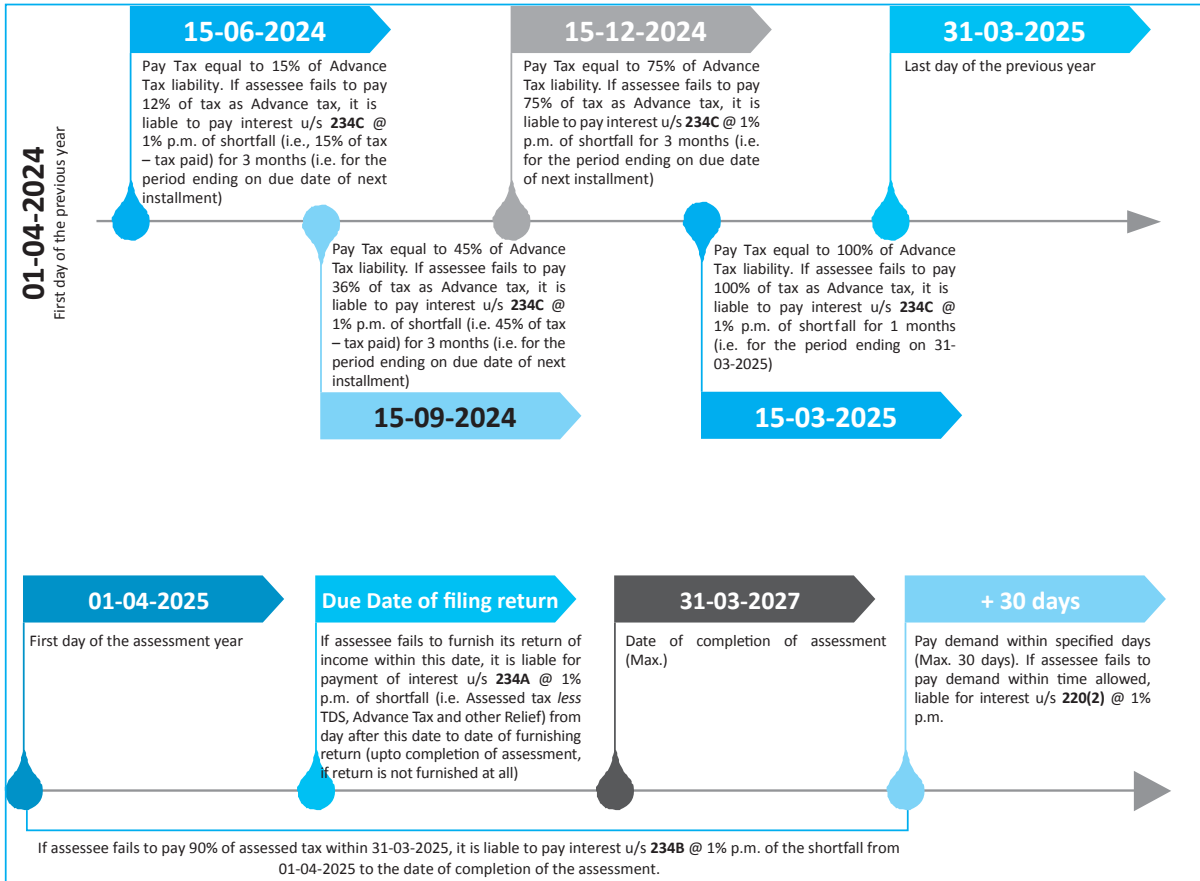 01-04-2024
First day of the previous year
15-06-2024
Pay Tax equal to 15% of Advance
Tax liability. If assessee fails to pay
12% of tax as Advance tax, it is
liable to pay interest u/s 234C @
1% p.m. of shortfall (i.e., 15% of tax
– tax paid) for 3 months (i.e. for the
period ending on due date of next
installment)
15-12-2024
Pay Tax equal to 75% of Advance
Tax liability. If assessee fails to pay
75% of tax as Advance tax, it is
liable to pay interest u/s 234C @ 1%
p.m. of shortfall for 3 months (i.e.
for the period ending on due date
of next installment)
31-03-2025
Last day of the previous year
Pay Tax equal to 45% of Advance
Tax liability. If assessee fails to pay
36% of tax as Advance tax, it is
liable to pay interest u/s 234C @
1% p.m. of shortfall (i.e. 45% of tax
– tax paid) for 3 months (i.e. for the
period ending on due date of next
installment)
15-09-2024
Pay Tax equal to 100% of Advance
Tax liability. If assessee fails to pay
100% of tax as Advance tax, it is
liable to pay interest u/s 234C @
1% p.m. of shortfall for 1 months
(i.e. for the period ending on 31-
03-2025)
15-03-2025
01-04-2025
First day of the assessment year
Due Date of filing return
If assessee fails to furnish its return of
income within this date, it is liable for
payment of interest u/s 234A @ 1%
p.m. of shortfall (i.e. Assessed tax less
TDS, Advance Tax and other Relief) from
day after this date to date of furnishing
return (upto completion of assessment,
if return is not furnished at all)
31-03-2027
Date of completion of assessment
(Max.)
+ 30 days
Pay demand within specified days
(Max. 30 days). If assessee fails to
pay demand within time allowed,
liable for interest u/s 220(2) @ 1%
p.m.
If assessee fails to pay 90% of assessed tax within 31-03-2025, it is liable to pay interest u/s 234B @ 1% p.m. of the shortfall from
01-04-2025 to the date of completion of the assessment.